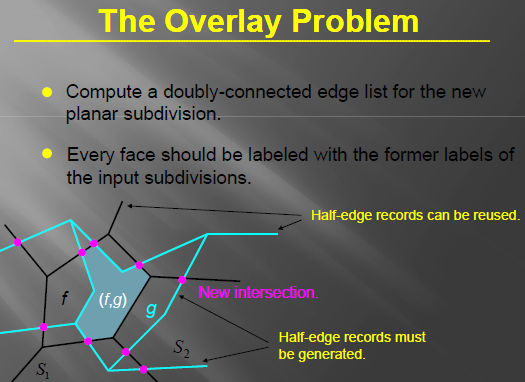 The Overlay Problem
Compute a doubly-connected edge list for the new
planar subdivision.
Every face should be labeled with the former labels of
the input subdivisions.
Half-edge records can be reused.
f
(f,g)
g
New intersection.
Half-edge records must
be generated.
S2
S1